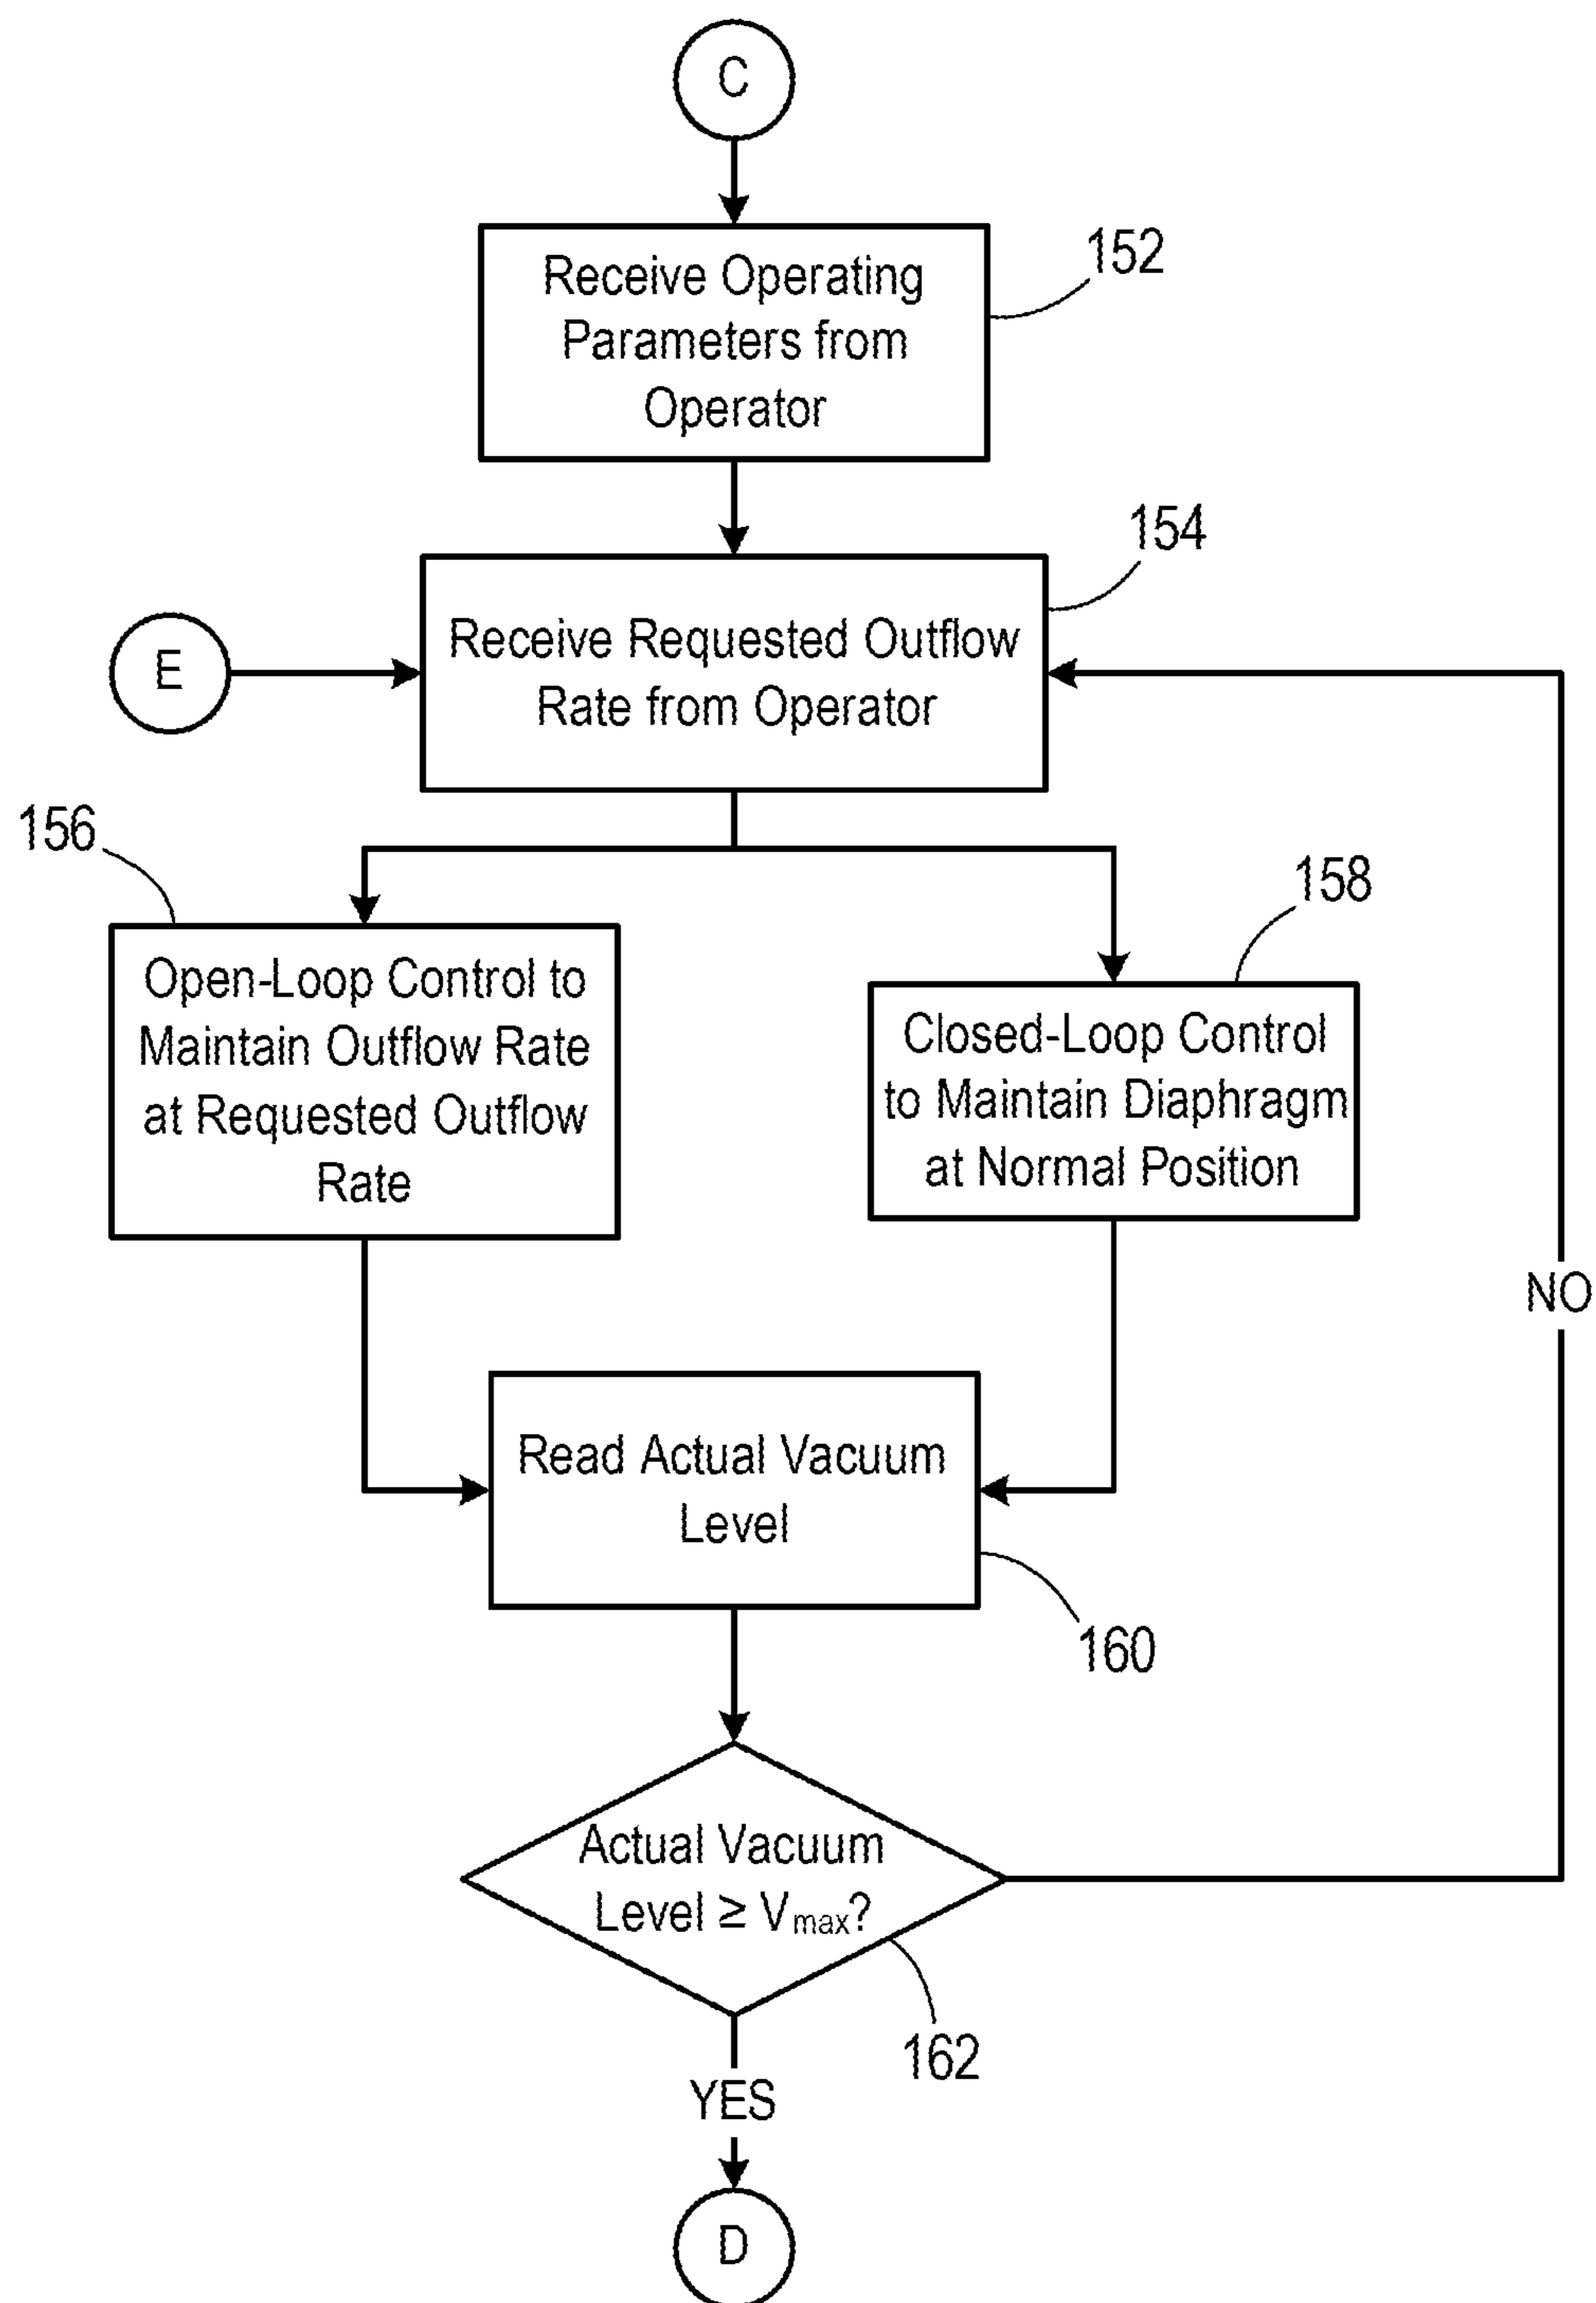 C
Receive Operating
Parameters from
Operator
152
154
Receive Requested Outflow
Rate from Operator
E
156
158
Open-Loop Control to
Maintain Outflow Rate
at Requested Outflow
Rate
Closed-Loop Control
to Maintain Diaphragm
at Normal Position
NO
Read Actual Vacuum
Level
160
Actual Vacuum
Level ≥ Vmax?
162
YES
D